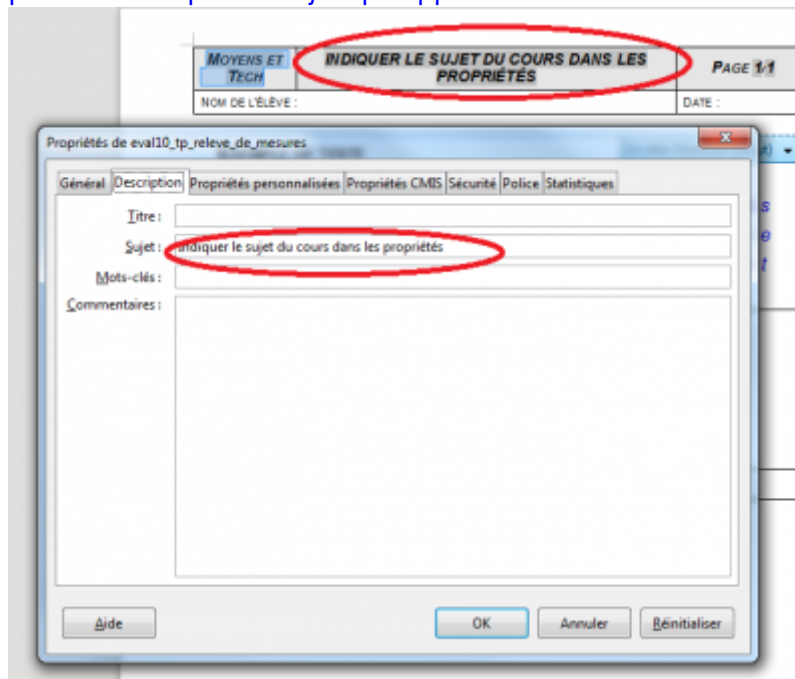 MOYENS ET TECH
INDIQUER LE SUJET DU COURS DANS LES PROPRIÉTÉS
PAGE 1/1
NOM DE L'ÉLÈVE :
DATE :
Propriétés de eval10_tp_releve_de_mesures
Général Description Propriétés personnalisées Propriétés CMIS Sécurité Police Statistiques
Titre :
Sujet : Indiquer le sujet du cours dans les propriétés
Mots-clés :
Commentaires :
Aide OK Annuler Réinitialiser